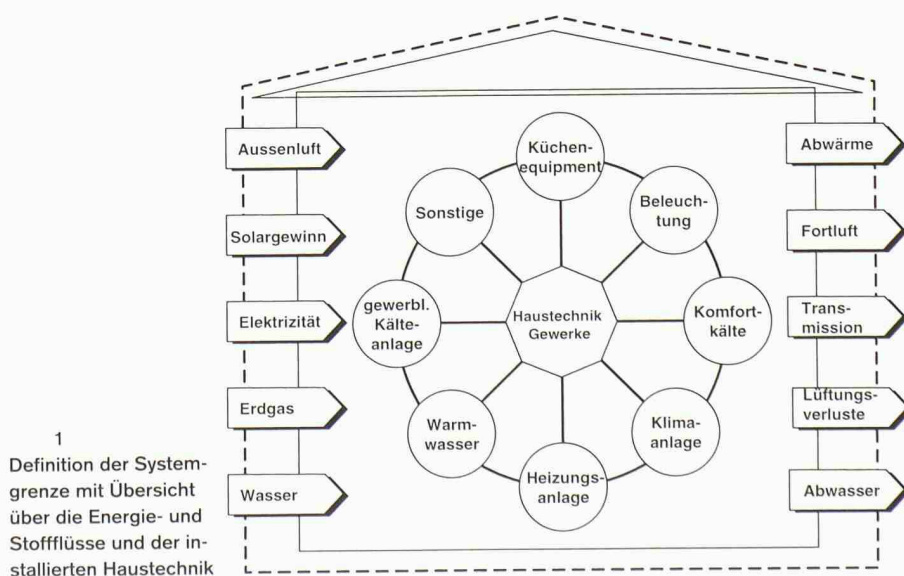 Aussenluft
Solargewinn
Elektrizität
Erdgas
Wasser
Küchen-
equipment
Beleuch-
tung
Komfort-
kälte
Klima-
anlage
Heizungs-
anlage
Warm-
wasser
gewerbl.
Kälte-
anlage
Sonstige
Haustechnik
Gewerke
Abwärme
Fortluft
Trans-
mission
Lüftungs-
verluste
Abwasser
1
Definition der System-
grenze mit Übersicht
über die Energie- und
Stoffflüsse und der in-
stallierten Haustechnik